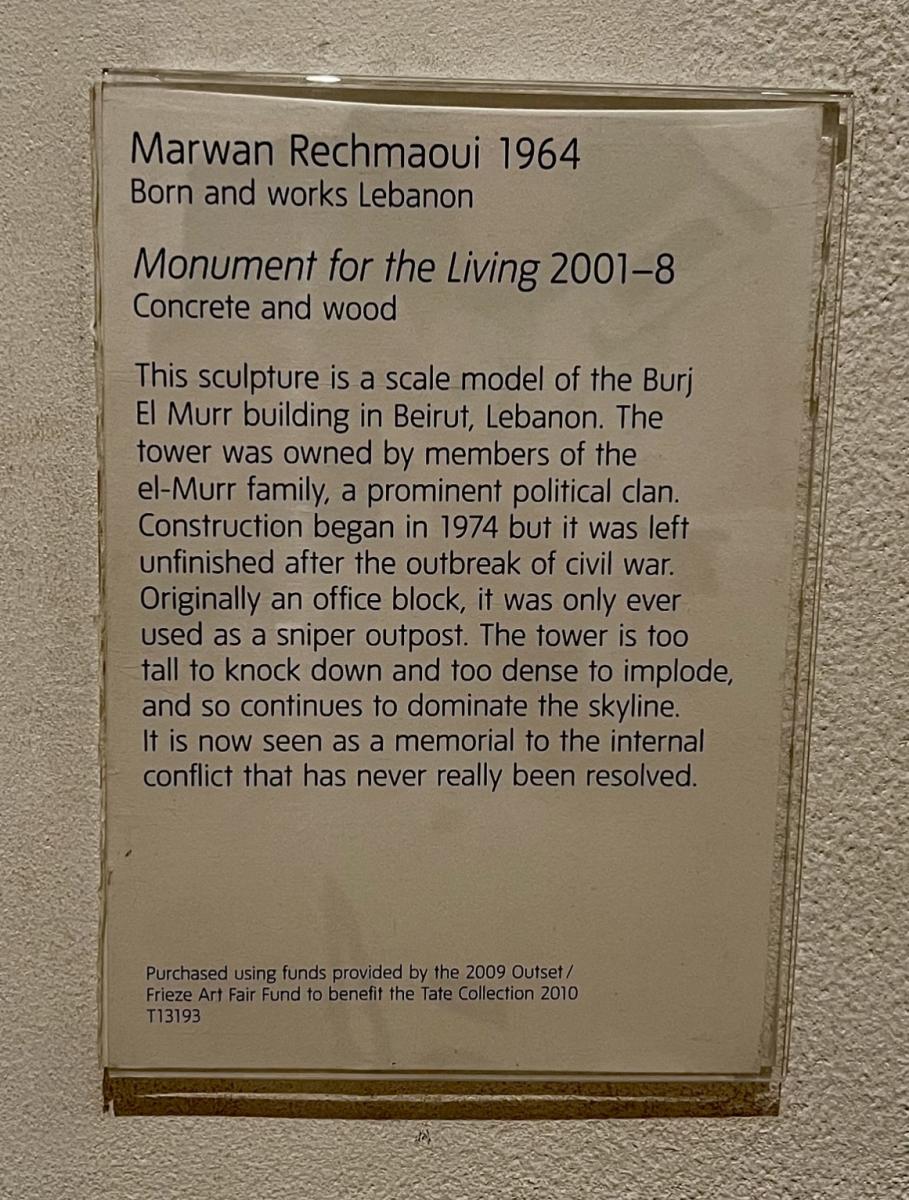 Marwan Rechmaoui 1964
Born and works Lebanon
Monument for the Living 2001–8
Concrete and wood
This sculpture is a scale model of the Burj
El Murr building in Beirut, Lebanon. The
tower was owned by members of the
el-Murr family, a prominent political clan.
Construction began in 1974 but it was left
unfinished after the outbreak of civil war.
Originally an office block, it was only ever
used as a sniper outpost. The tower is too
tall to knock down and too dense to implode,
and so continues to dominate the skyline.
It is now seen as a memorial to the internal
conflict that has never really been resolved.
Purchased using funds provided by the 2009 Outset/
Frieze Art Fair Fund to benefit the Tate Collection 2010
T13193